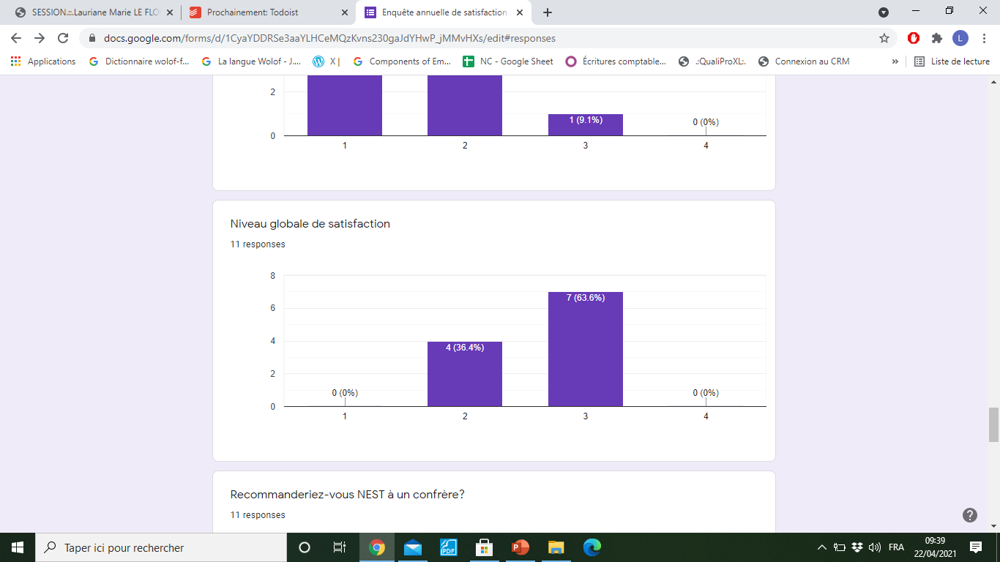 SESSION.::.Lauriane Marie LE FLO
Prochainement: Todoist
Enquête annuelle de satisfaction
docs.google.com/forms/d/1CyaYDDRSe3aaYLHCeMQzKvns230gaJdYHwP_jMMvHXs/edit#responses
L
Applications
Dictionnaire wolof-f...
La langue Wolof - J....
X |
Components of Em...
NC - Google Sheet
Écritures comptable...
.:QualiProXL:.
Connexion au CRM
»
Liste de lecture
2
0
1 (9.1%)
0 (0%)
1 2 3 4
Niveau globale de satisfaction
11 responses
8
6
4
2
0
0 (0%)
4 (36.4%)
7 (63.6%)
0 (0%)
1 2 3 4
Recommanderiez-vous NEST à un confrère?
11 responses
Taper ici pour rechercher
PDF
FRA
09:39
22/04/2021